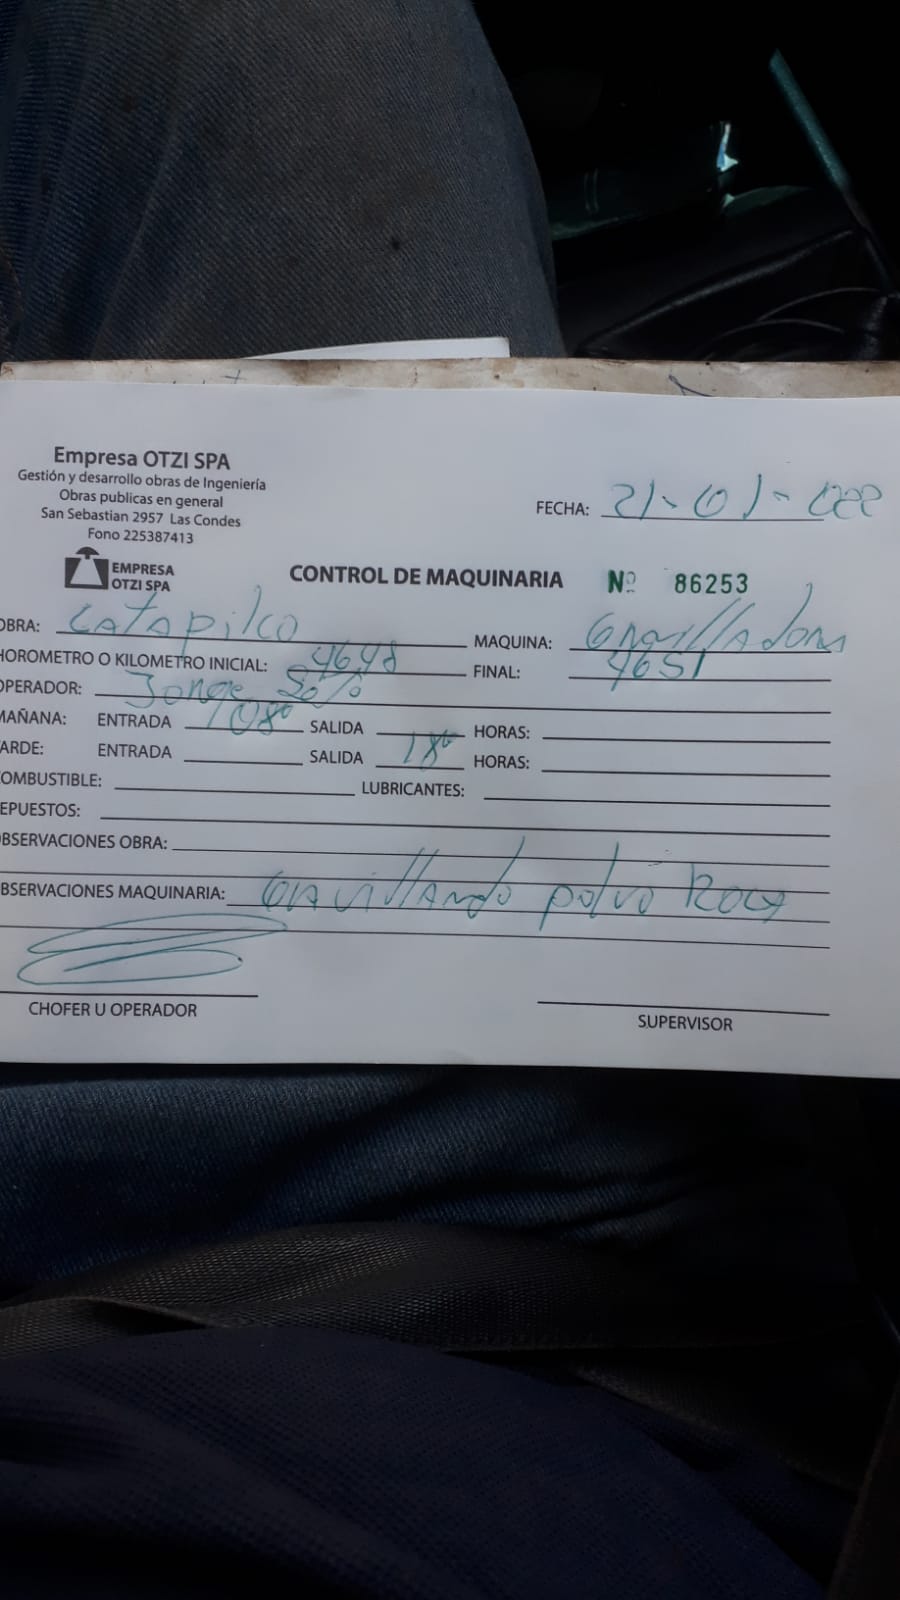 Empresa OTZI SPA
Gestión y desarrollo obras de Ingeniería
Obras publicas en general
San Sebastian 2957 Las Condes
Fono 225387413
EMPRESA
OTZI SPA
FECHA: 21-01-022
CONTROL DE MAQUINARIA Nº 86253
OBRA: Catapilco MAQUINA: Gravilladora
HOROMETRO O KILOMETRO INICIAL: 4648 FINAL: 4651
OPERADOR: Jorge
MAÑANA: ENTRADA 08⁰⁰ SALIDA HORAS:
ARDE: ENTRADA SALIDA 18⁰⁰ HORAS:
OMBUSTIBLE: LUBRICANTES:
EPUESTOS:
BSERVACIONES OBRA:
BSERVACIONES MAQUINARIA: Gravillando polvo Roca
CHOFER U OPERADOR
SUPERVISOR